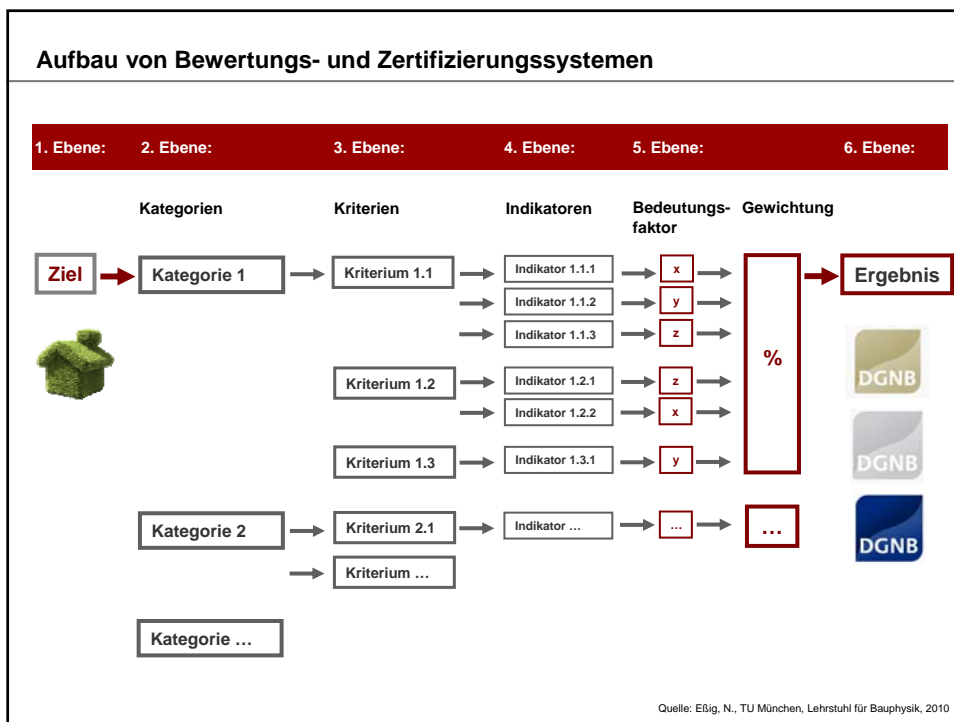 Aufbau von Bewertungs- und Zertifizierungssystemen
1. Ebene: 2. Ebene: 3. Ebene: 4. Ebene: 5. Ebene: 6. Ebene:
Kategorien Kriterien Indikatoren Bedeutungs- Gewichtung
faktor
Ziel Kategorie 1 Kriterium 1.1 Indikator 1.1.1 x Ergebnis
Indikator 1.1.2 y
Indikator 1.1.3 z
%
Kriterium 1.2 Indikator 1.2.1 z DGNB
Indikator 1.2.2 x
Kriterium 1.3 Indikator 1.3.1 y DGNB
Kategorie 2 Kriterium 2.1 Indikator … … …
DGNB
Kriterium …
Kategorie …
Quelle: Eßig, N., TU München, Lehrstuhl für Bauphysik, 2010